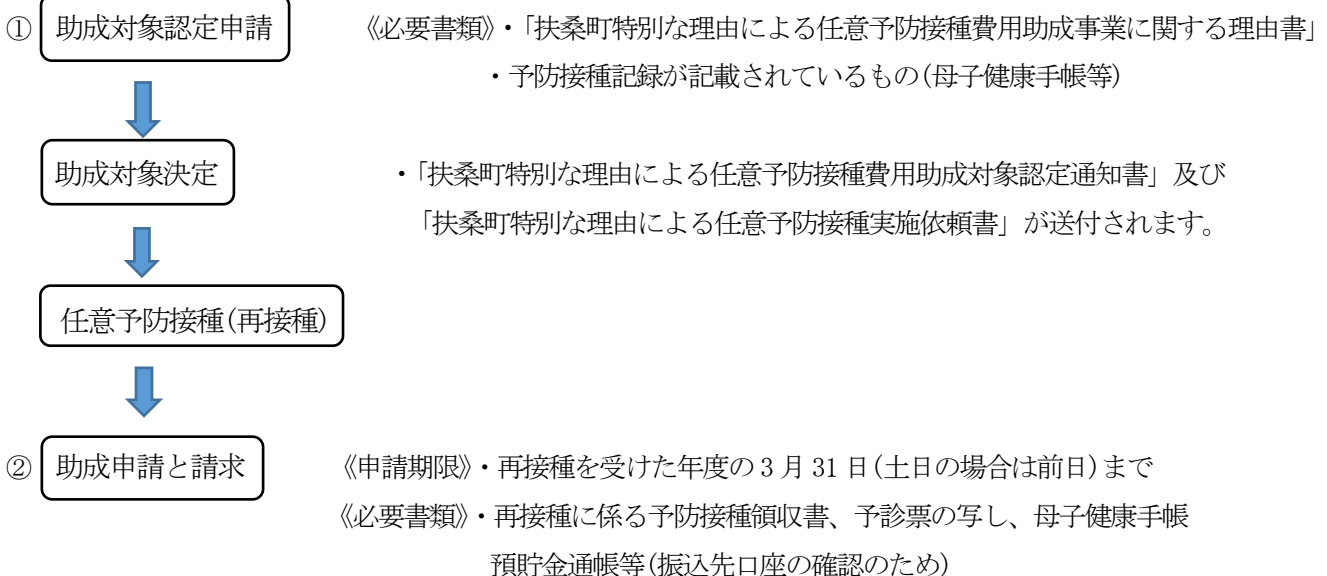 ① 助成対象認定申請 《必要書類》・「扶桑町特別な理由による任意予防接種費用助成事業に関する理由書」
・予防接種記録が記載されているもの(母子健康手帳等)
助成対象決定 ・「扶桑町特別な理由による任意予防接種費用助成対象認定通知書」及び
「扶桑町特別な理由による任意予防接種実施依頼書」が送付されます。
任意予防接種(再接種)
② 助成申請と請求 《申請期限》・再接種を受けた年度の 3 月 31 日(土日の場合は前日)まで
《必要書類》・再接種に係る予防接種領収書、予診票の写し、母子健康手帳
預貯金通帳等(振込先口座の確認のため)